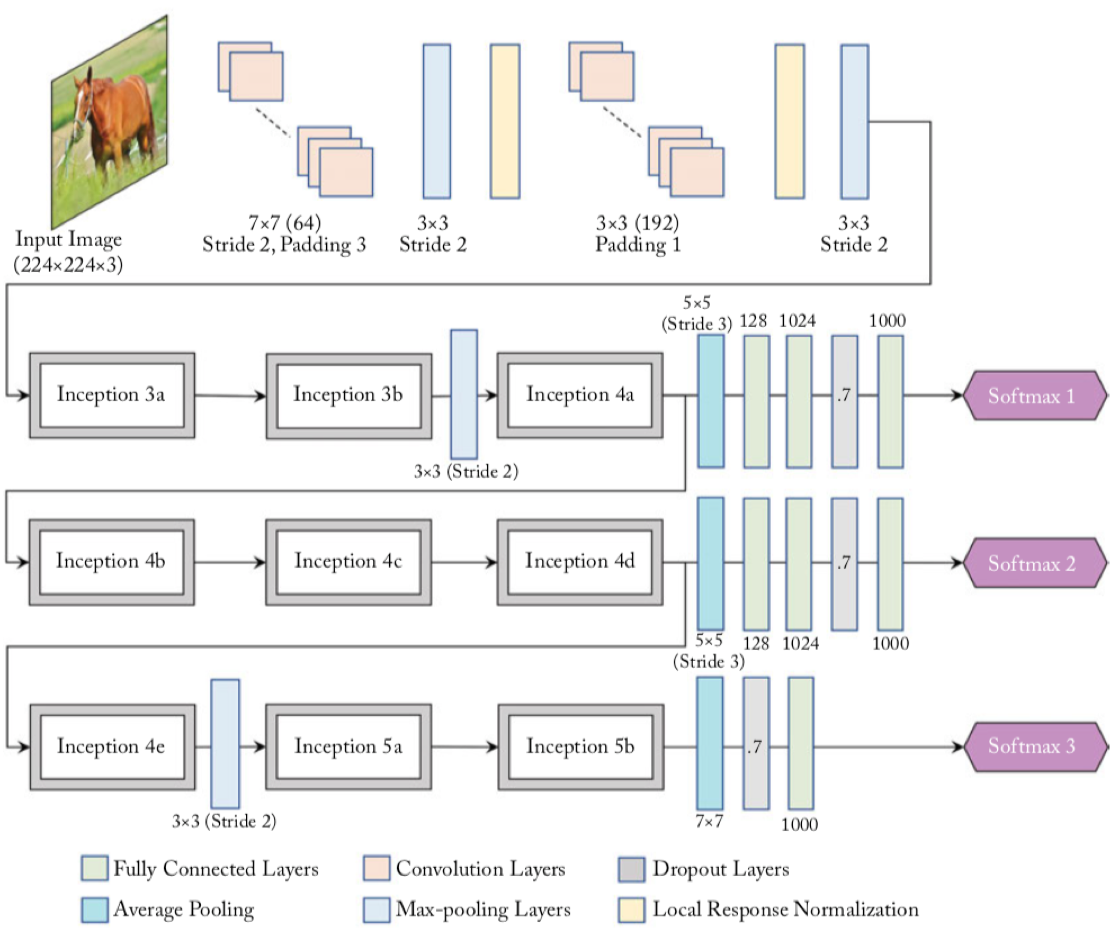 Input Image
(224×224×3)
7×7 (64)
Stride 2, Padding 3
3×3
Stride 2
3×3 (192)
Padding 1
3×3
Stride 2
5×5
(Stride 3)
128
1024
1000
Inception 3a
Inception 3b
3×3 (Stride 2)
Inception 4a
.7
Softmax 1
Inception 4b
Inception 4c
Inception 4d
.7
Softmax 2
5×5
(Stride 3)
128
1024
1000
Inception 4e
3×3 (Stride 2)
Inception 5a
Inception 5b
7×7
.7
1000
Softmax 3
Fully Connected Layers
Convolution Layers
Dropout Layers
Average Pooling
Max-pooling Layers
Local Response Normalization